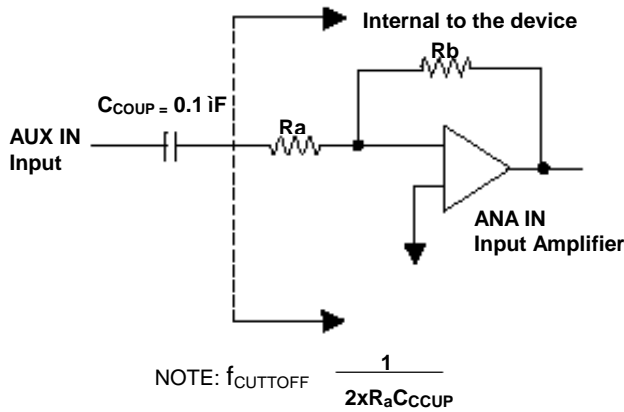 Internal to the device
Rb
CCOUP = 0.1 ìF
Ra
AUX IN
Input
ANA IN
Input Amplifier
NOTE: fCUTTOFF 1
2xRaCCCUP